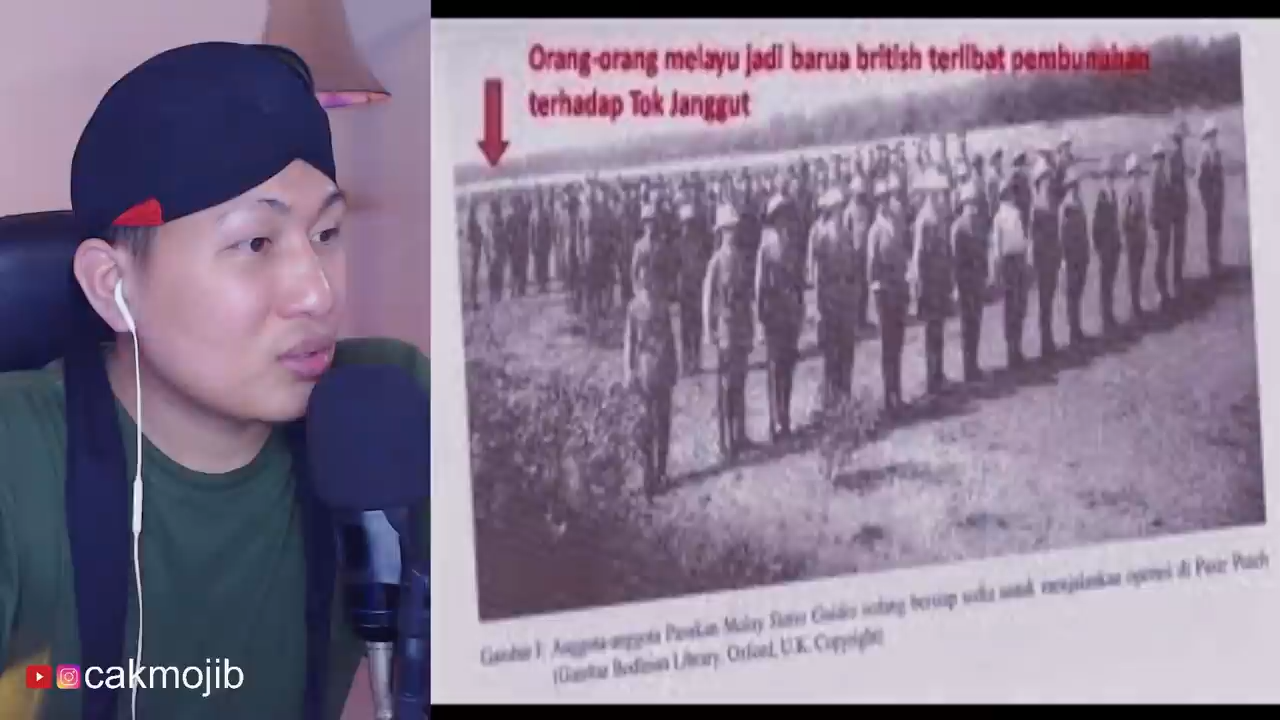 Orang-orang melayu jadi barua british terlibat pembunuhan
terhadap Tok Janggut
Gambar 1: Anggota-anggota Pasukan Malay States Guides sedang bersiap sedia untuk menjalankan operasi di Pasir Puteh
(Gambar Bodleian Library, Oxford, U.K. Copyright)
cakmojib